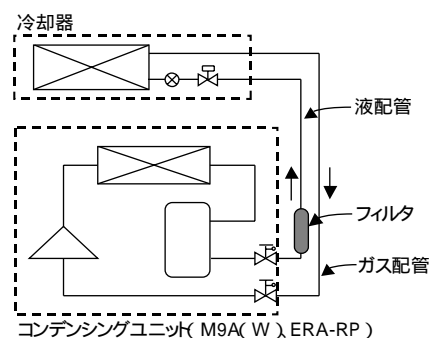 冷却器
液配管
フィルタ
ガス配管
コンデンシングユニット( M9A( W )、ERA-RP )